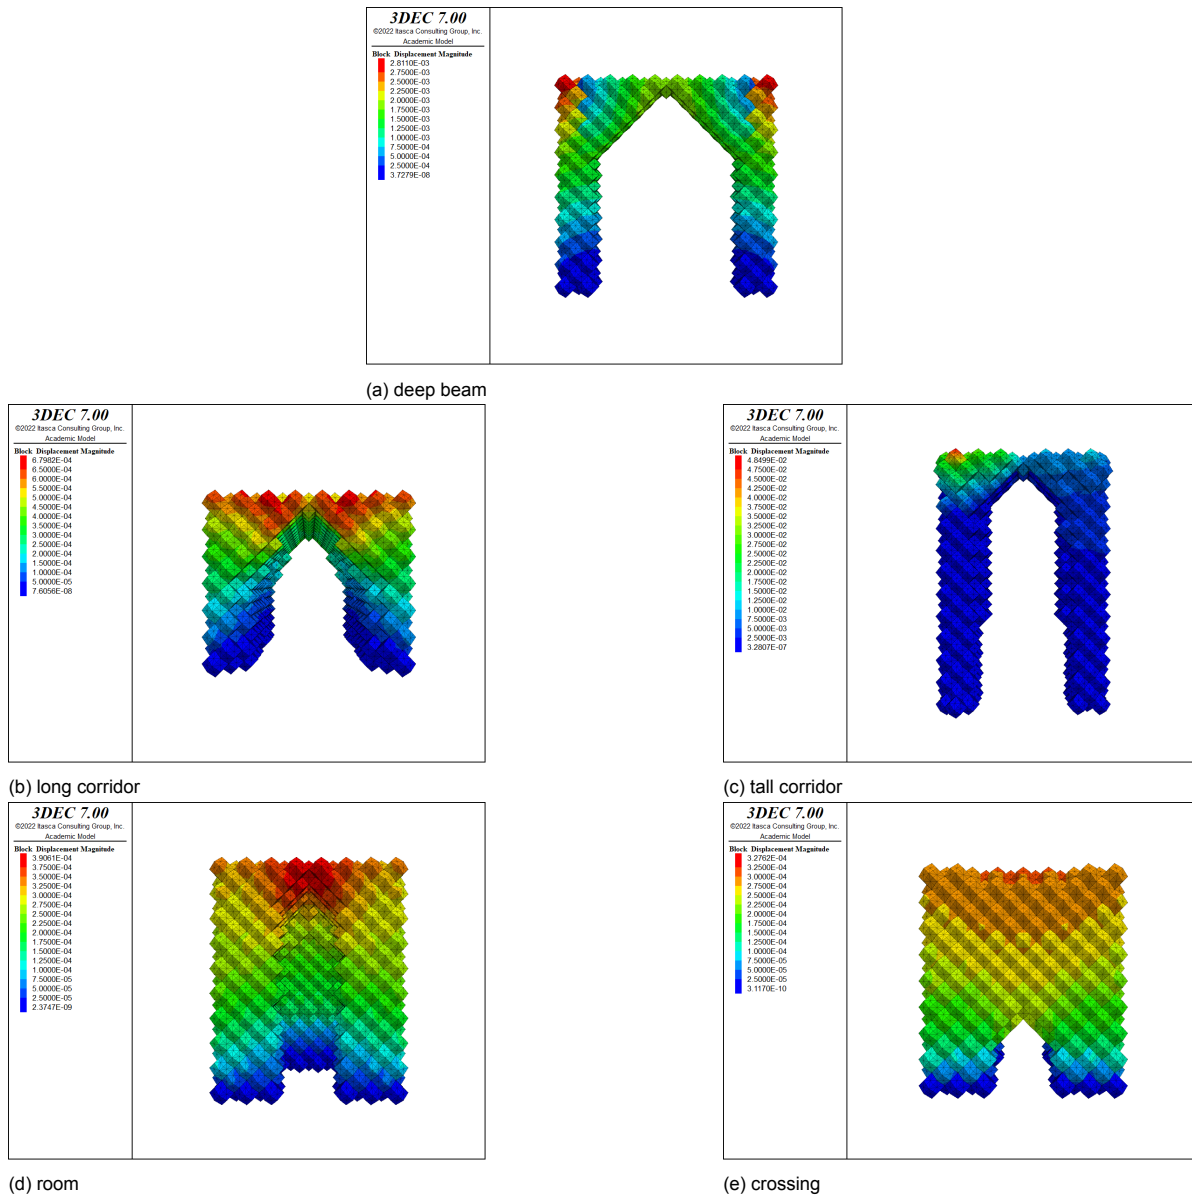 3DEC 7.00
©2022 Itasca Consulting Group, Inc.
Academic Model
Block Displacement Magnitude
2.8110E-03
2.7500E-03
2.5000E-03
2.2500E-03
2.0000E-03
1.7500E-03
1.5000E-03
1.2500E-03
1.0000E-03
7.5000E-04
5.0000E-04
2.5000E-04
3.7279E-08
(a) deep beam
3DEC 7.00
©2022 Itasca Consulting Group, Inc.
Academic Model
Block Displacement Magnitude
6.7982E-04
6.5000E-04
6.0000E-04
5.5000E-04
5.0000E-04
4.5000E-04
4.0000E-04
3.5000E-04
3.0000E-04
2.5000E-04
2.0000E-04
1.5000E-04
1.0000E-04
5.0000E-05
7.6056E-08
(b) long corridor
3DEC 7.00
©2022 Itasca Consulting Group, Inc.
Academic Model
Block Displacement Magnitude
4.8499E-02
4.7500E-02
4.5000E-02
4.2500E-02
4.0000E-02
3.7500E-02
3.5000E-02
3.2500E-02
3.0000E-02
2.7500E-02
2.5000E-02
2.2500E-02
2.0000E-02
1.7500E-02
1.5000E-02
1.2500E-02
1.0000E-02
7.5000E-03
5.0000E-03
2.5000E-03
3.2807E-07
(c) tall corridor
3DEC 7.00
©2022 Itasca Consulting Group, Inc.
Academic Model
Block Displacement Magnitude
3.9061E-04
3.7500E-04
3.5000E-04
3.2500E-04
3.0000E-04
2.7500E-04
2.5000E-04
2.2500E-04
2.0000E-04
1.7500E-04
1.5000E-04
1.2500E-04
1.0000E-04
7.5000E-05
5.0000E-05
2.5000E-05
2.3747E-09
(d) room
3DEC 7.00
©2022 Itasca Consulting Group, Inc.
Academic Model
Block Displacement Magnitude
3.2762E-04
3.2500E-04
3.0000E-04
2.7500E-04
2.5000E-04
2.2500E-04
2.0000E-04
1.7500E-04
1.5000E-04
1.2500E-04
1.0000E-04
7.5000E-05
5.0000E-05
2.5000E-05
3.1170E-10
(e) crossing